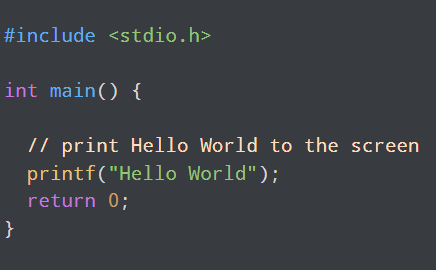 #include <stdio.h>
int main() {
// print Hello World to the screen
printf("Hello World");
return 0;
}